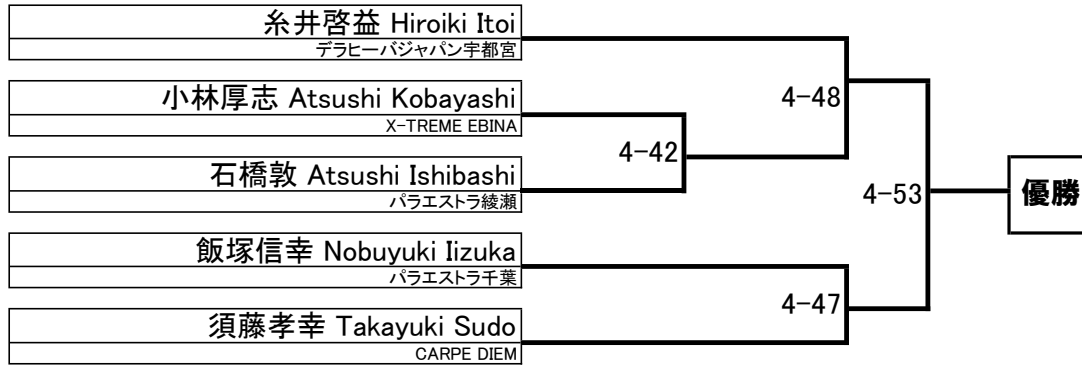 糸井啓益 Hiroiki Itoi
デラヒーバジャパン宇都宮
小林厚志 Atsushi Kobayashi
X-TREME EBINA
4-48
4-42
石橋敦 Atsushi Ishibashi
パラエストラ綾瀬
4-53
優勝
飯塚信幸 Nobuyuki Iizuka
パラエストラ千葉
4-47
須藤孝幸 Takayuki Sudo
CARPE DIEM